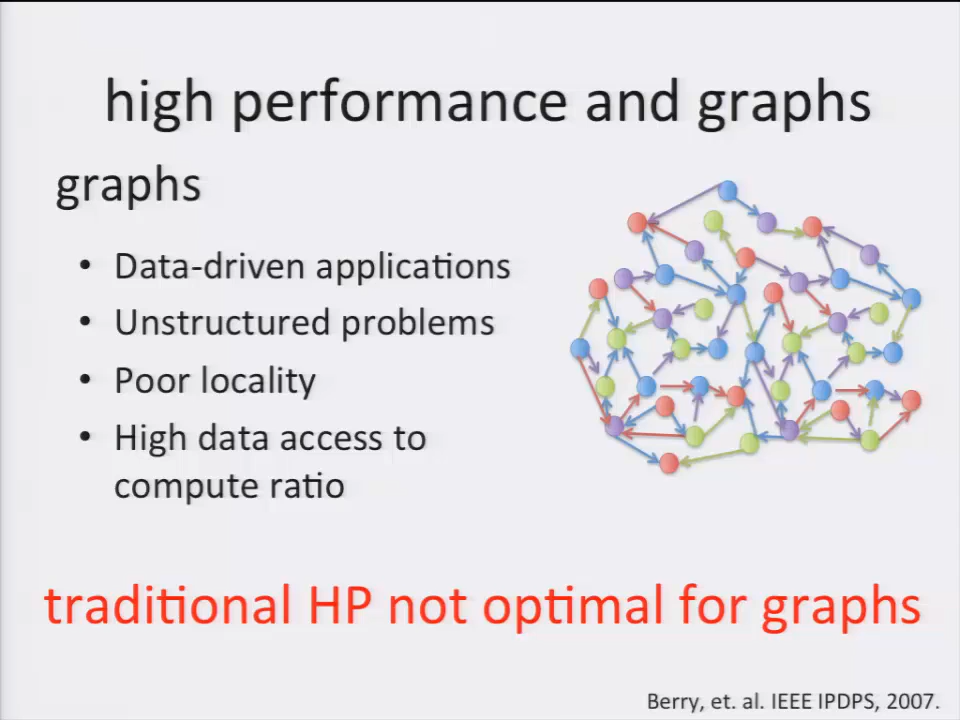 high performance and graphs
graphs
• Data-driven applications
• Unstructured problems
• Poor locality
• High data access to
compute ratio
traditional HP not optimal for graphs
Berry, et. al. IEEE IPDPS, 2007.